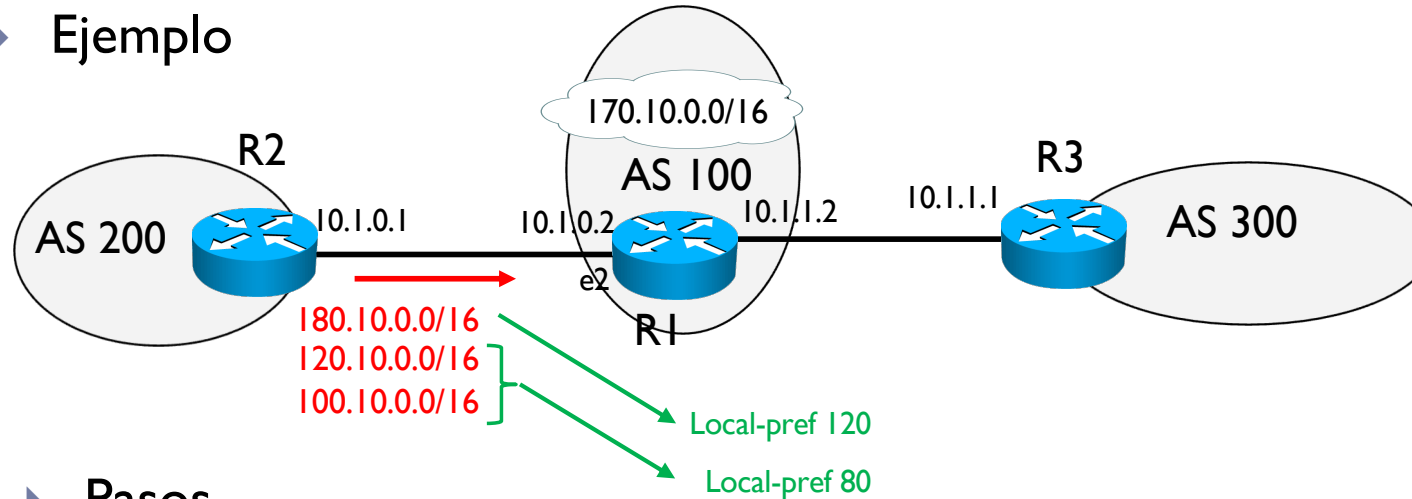 Ejemplo
170.10.0.0/16
R2
AS 100
R3
10.1.0.1
10.1.0.2
10.1.1.2
10.1.1.1
AS 200
AS 300
e2
R1
180.10.0.0/16
120.10.0.0/16
100.10.0.0/16
Local-pref 120
Local-pref 80
Pasos